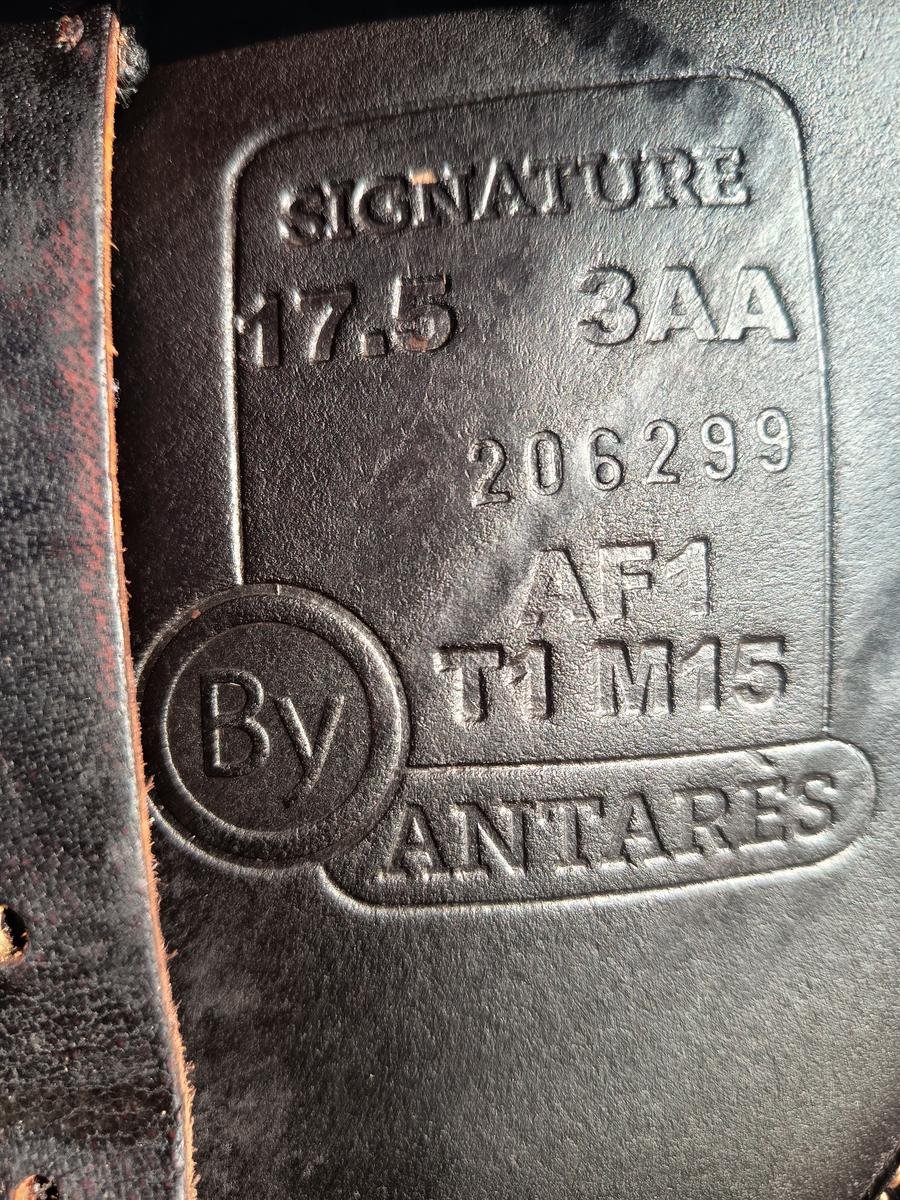 SIGNATURE
17.5 3AA
206299
AF1
T1 M15
By
ANTARÈS